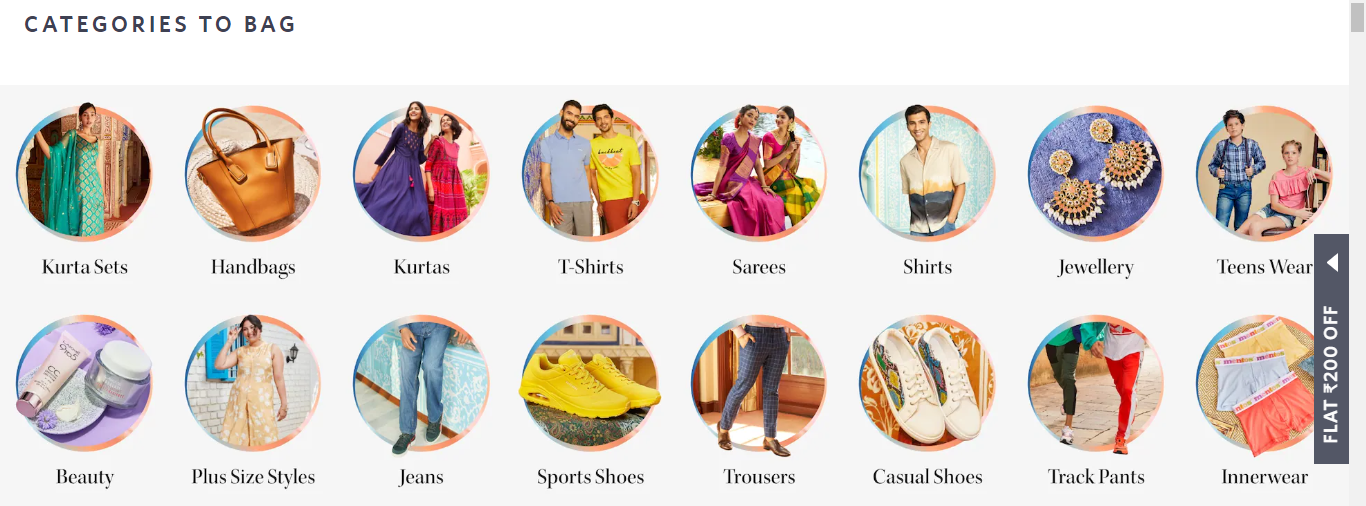 CATEGORIES TO BAG
Kurta Sets
Handbags
Kurtas
T-Shirts
Sarees
Shirts
Jewellery
Teens Wear
Beauty
Plus Size Styles
Jeans
Sports Shoes
Trousers
Casual Shoes
Track Pants
Innerwear
FLAT ₹200 OFF